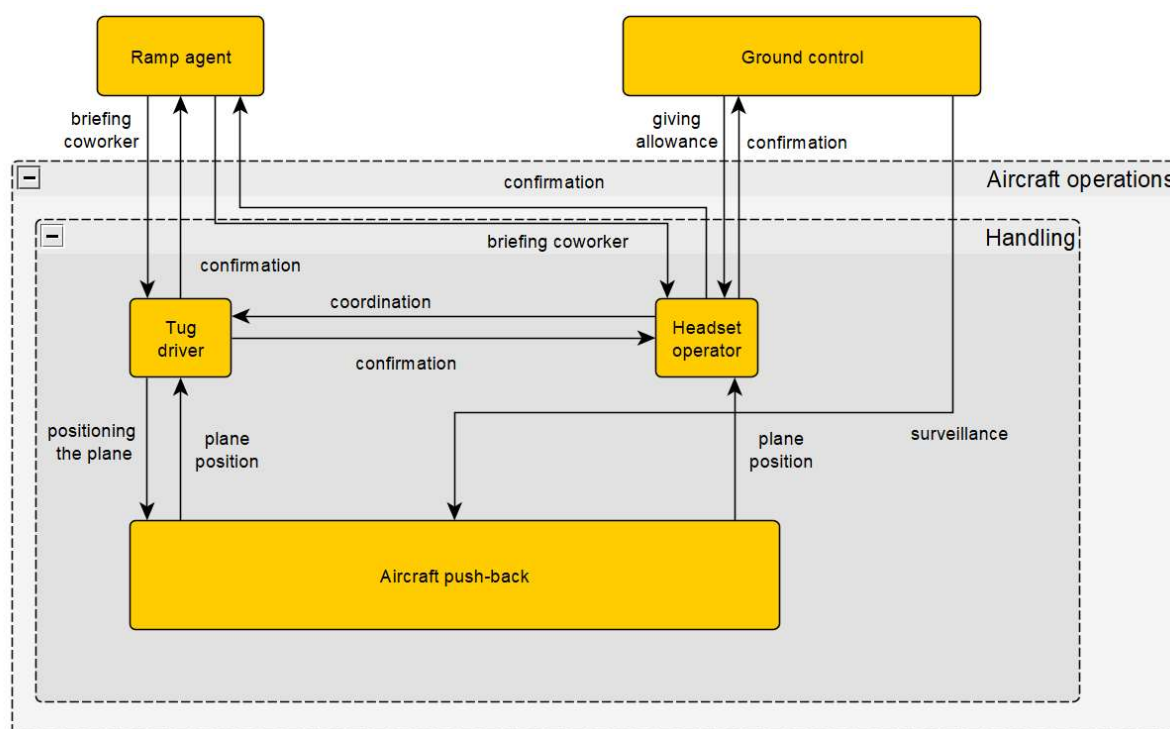 Ramp agent
Ground control
briefing
coworker
giving
allowance
confirmation
confirmation
Aircraft operations
briefing coworker
Handling
confirmation
coordination
Tug
driver
Headset
operator
confirmation
positioning
the plane
plane
position
plane
position
surveillance
Aircraft push-back